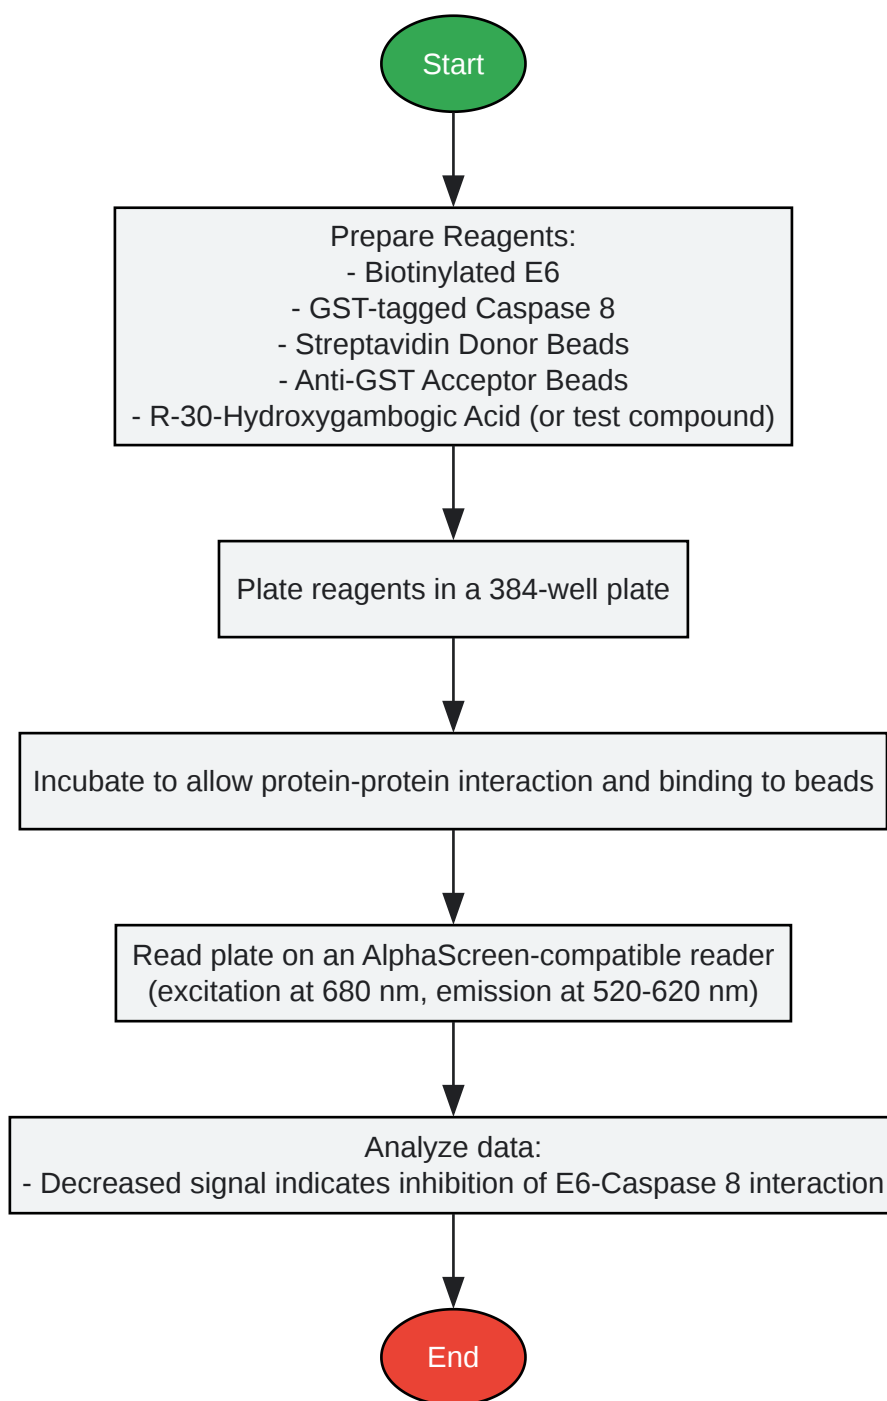 Start
Prepare Reagents:
- Biotinylated E6
- GST-tagged Caspase 8
- Streptavidin Donor Beads
- Anti-GST Acceptor Beads
- R-30-Hydroxygambogic Acid (or test compound)
Plate reagents in a 384-well plate
Incubate to allow protein-protein interaction and binding to beads
Read plate on an AlphaScreen-compatible reader
(excitation at 680 nm, emission at 520-620 nm)
Analyze data:
- Decreased signal indicates inhibition of E6-Caspase 8 interaction
End